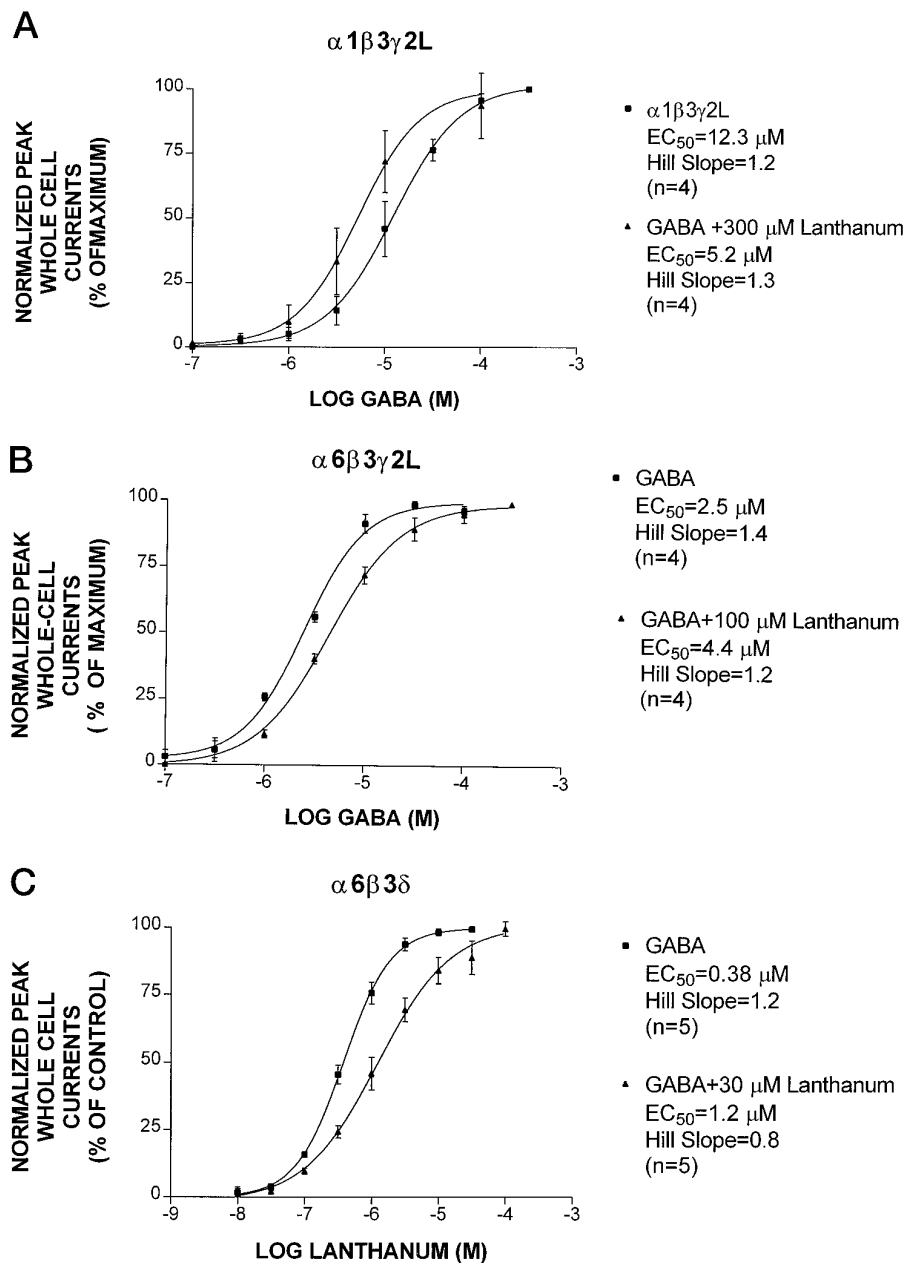 A
α1β3γ2L
NORMALIZED PEAK
WHOLE CELL
CURRENTS
(% OFMAXIMUM)
100
75
50
25
0
-7
-6
-5
-4
-3
LOG GABA (M)
α1β3γ2L
EC50=12.3 μM
Hill Slope=1.2
(n=4)
GABA +300 μM Lanthanum
EC50=5.2 μM
Hill Slope=1.3
(n=4)
B
α6β3γ2L
NORMALIZED PEAK
WHOLE-CELL
CURRENTS
( % OF MAXIMUM)
100
75
50
25
0
-7
-6
-5
-4
-3
LOG GABA (M)
GABA
EC50=2.5 μM
Hill Slope=1.4
(n=4)
GABA+100 μM Lanthanum
EC50=4.4 μM
Hill Slope=1.2
(n=4)
C
α6β3δ
NORMALIZED PEAK
WHOLE CELL
CURRENTS
(% OF CONTROL)
100
75
50
25
0
-9
-8
-7
-6
-5
-4
-3
LOG LANTHANUM (M)
GABA
EC50=0.38 μM
Hill Slope=1.2
(n=5)
GABA+30 μM Lanthanum
EC50=1.2 μM
Hill Slope=0.8
(n=5)